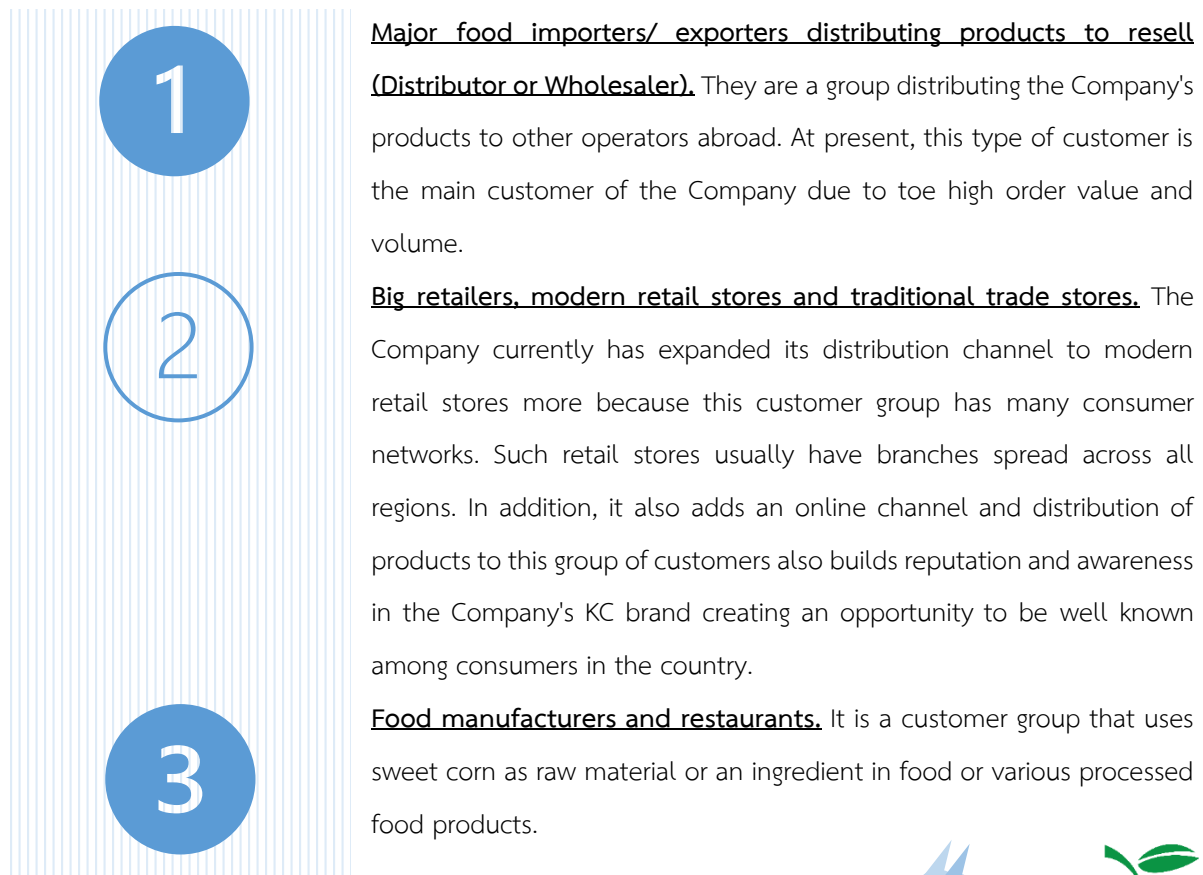 1
Major food importers/ exporters distributing products to resell
(Distributor or Wholesaler). They are a group distributing the Company's
products to other operators abroad. At present, this type of customer is
the main customer of the Company due to toe high order value and
volume.
2
Big retailers, modern retail stores and traditional trade stores. The
Company currently has expanded its distribution channel to modern
retail stores more because this customer group has many consumer
networks. Such retail stores usually have branches spread across all
regions. In addition, it also adds an online channel and distribution of
products to this group of customers also builds reputation and awareness
in the Company's KC brand creating an opportunity to be well known
among consumers in the country.
3
Food manufacturers and restaurants. It is a customer group that uses
sweet corn as raw material or an ingredient in food or various processed
food products.